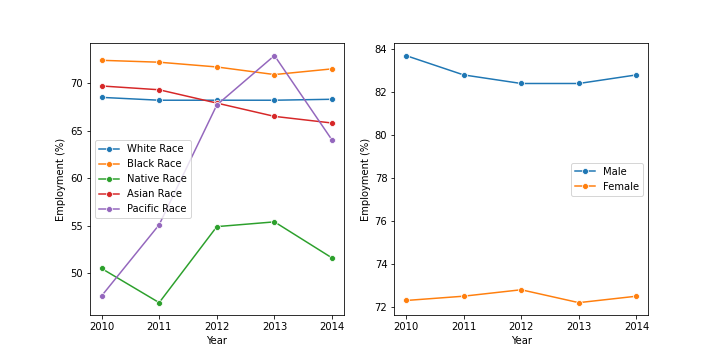 Employment (%)
70
65
60
55
50
White Race
Black Race
Native Race
Asian Race
Pacific Race
2010 2011 2012 2013 2014
Year
Employment (%)
84
82
80
78
76
74
72
Male
Female
2010 2011 2012 2013 2014
Year